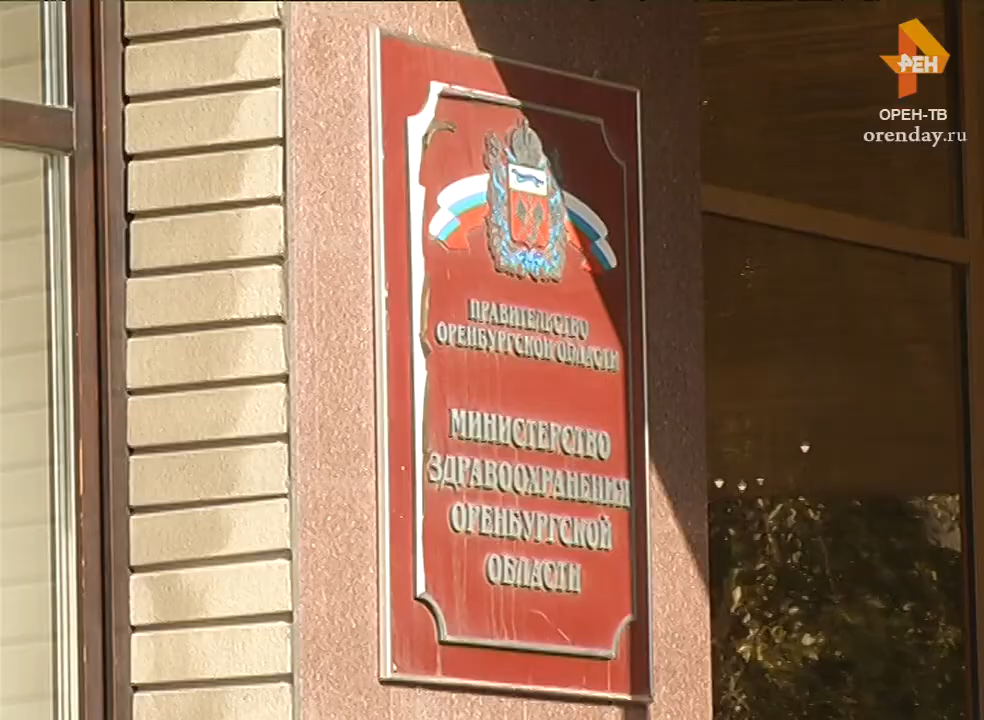 РЕН
ОРЕН-ТВ
orenday.ru
ПРАВИТЕЛЬСТВО
ОРЕНБУРГСКОЙ ОБЛАСТИ
МИНИСТЕРСТВО
ЗДРАВООХРАНЕНИЯ
ОРЕНБУРГСКОЙ
ОБЛАСТИ